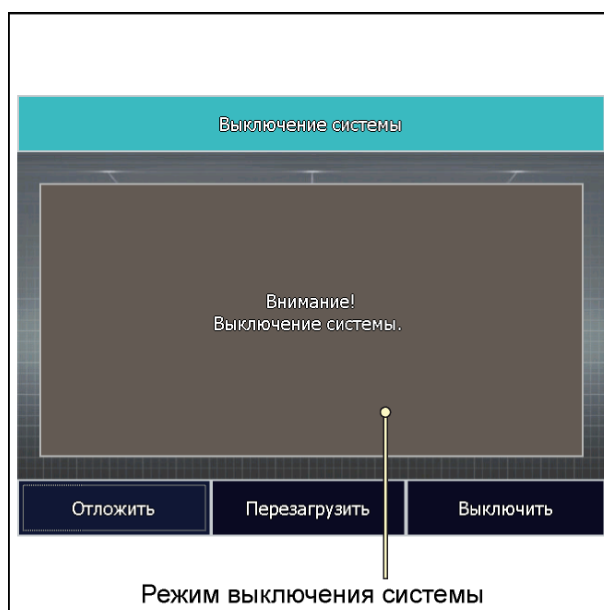 Выключение системы
Внимание!
Выключение системы.
Отложить
Перезагрузить
Выключить
Режим выключения системы